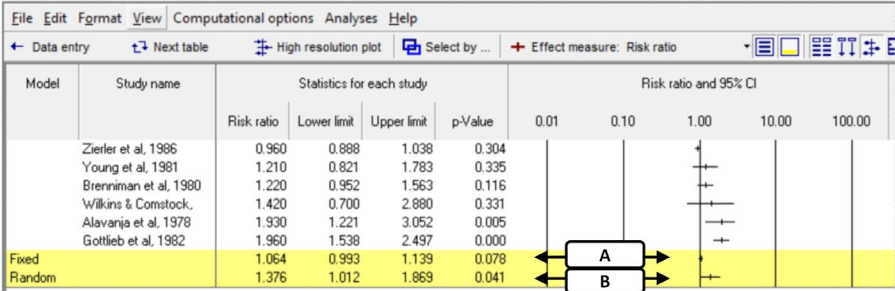 File Edit Format View Computational options Analyses Help
Data entry Next table High resolution plot Select by ... Effect measure: Risk ratio
Model Study name Statistics for each study Risk ratio and 95% CI
Risk ratio Lower limit Upper limit p-Value 0.01 0.10 1.00 10.00 100.00
Zierler et al, 1986 0.960 0.888 1.038 0.304
Young et al, 1981 1.210 0.821 1.783 0.335
Brenniman et al, 1980 1.220 0.952 1.563 0.116
Wilkins & Comstock, 1.420 0.700 2.880 0.331
Alavanja et al, 1978 1.930 1.221 3.052 0.005
Gottlieb et al, 1982 1.960 1.538 2.497 0.000
Fixed 1.064 0.993 1.139 0.078 A
Random 1.376 1.012 1.869 0.041 B